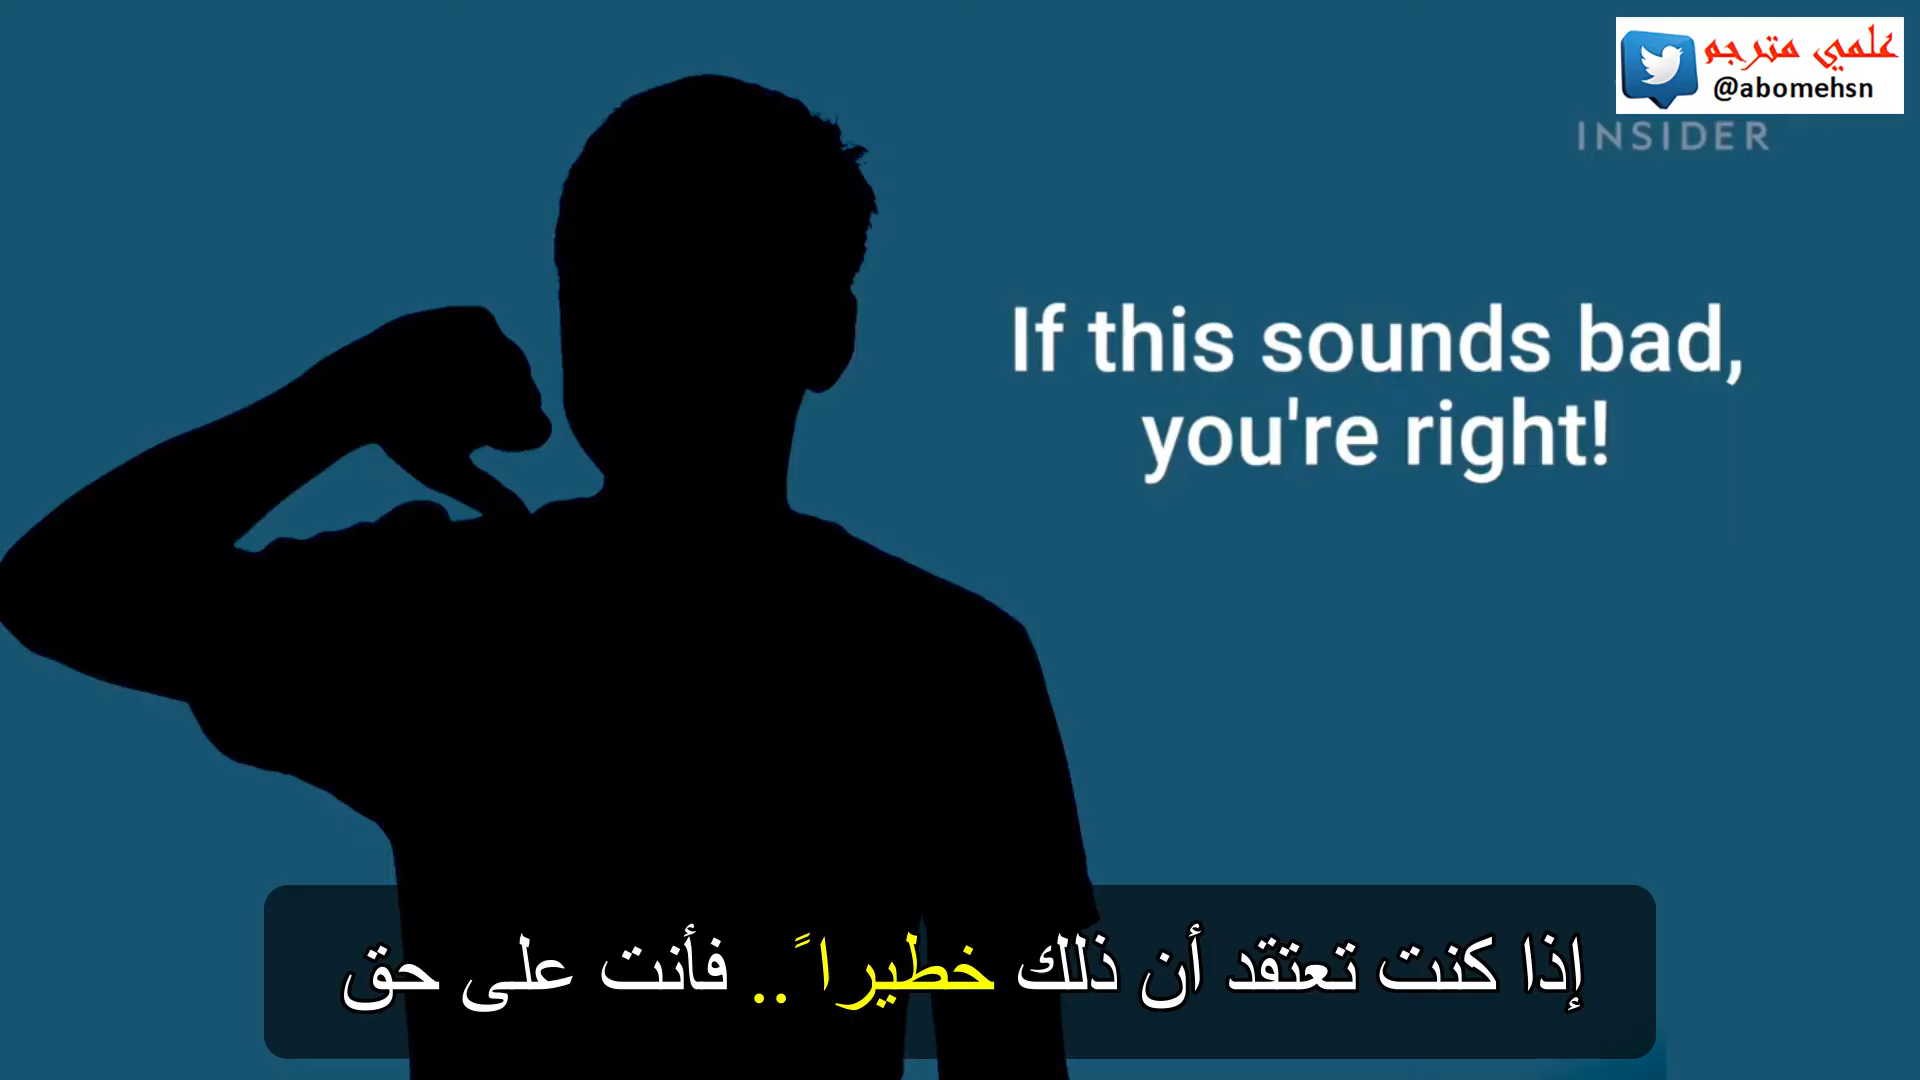 علمي مترجم
@abomehsn
INSIDER
If this sounds bad,
you're right!
إذا كنت تعتقد أن ذلك خطيراً .. فأنت على حق